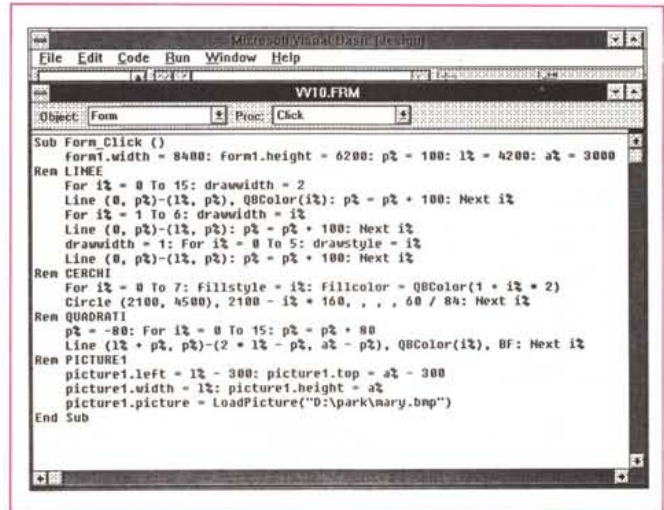 Microsoft Visual Basic [design]
File Edit Code Run Window Help
VV10.FRM
Object: Form Proc: Click
Sub Form_Click ()
form1.width = 8400: form1.height = 6200: p% = 100: l% = 4200: a% = 3000
Rem LINEE
For i% = 0 To 15: drawwidth = 2
Line (0, p%)-(l%, p%), QBColor(i%): p% = p% + 100: Next i%
For i% = 1 To 6: drawwidth = i%
Line (0, p%)-(l%, p%): p% = p% + 100: Next i%
drawwidth = 1: For i% = 0 To 5: drawstyle = i%
Line (0, p%)-(l%, p%): p% = p% + 100: Next i%
Rem CERCHI
For i% = 0 To 7: fillstyle = i%: fillcolor = QBColor(1 + i% * 2)
Circle (2100, 4500), 2100 - i% * 160, , , , 60 / 84: Next i%
Rem QUADRATI
p% = -80: For i% = 0 To 15: p% = p% + 80
Line (l% + p%, p%)-(2 * l% - p%, a% - p%), QBColor(i%), BF: Next i%
Rem PICTURE1
picture1.left = l% - 300: picture1.top = a% - 300
picture1.width = l%: picture1.height = a%
picture1.picture = LoadPicture("D:\park\mary.bmp")
End Sub